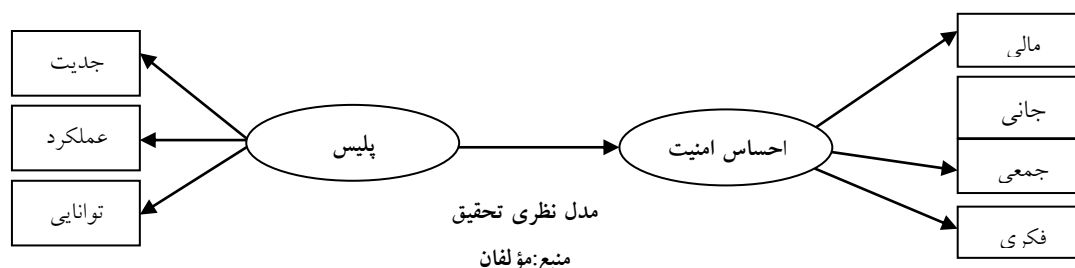 مالی
جدیت
جانی
عملکرد
پلیس
احساس امنیت
جمعی
توانایی
مدل نظری تحقیق
فکری
منبع:مؤلفان